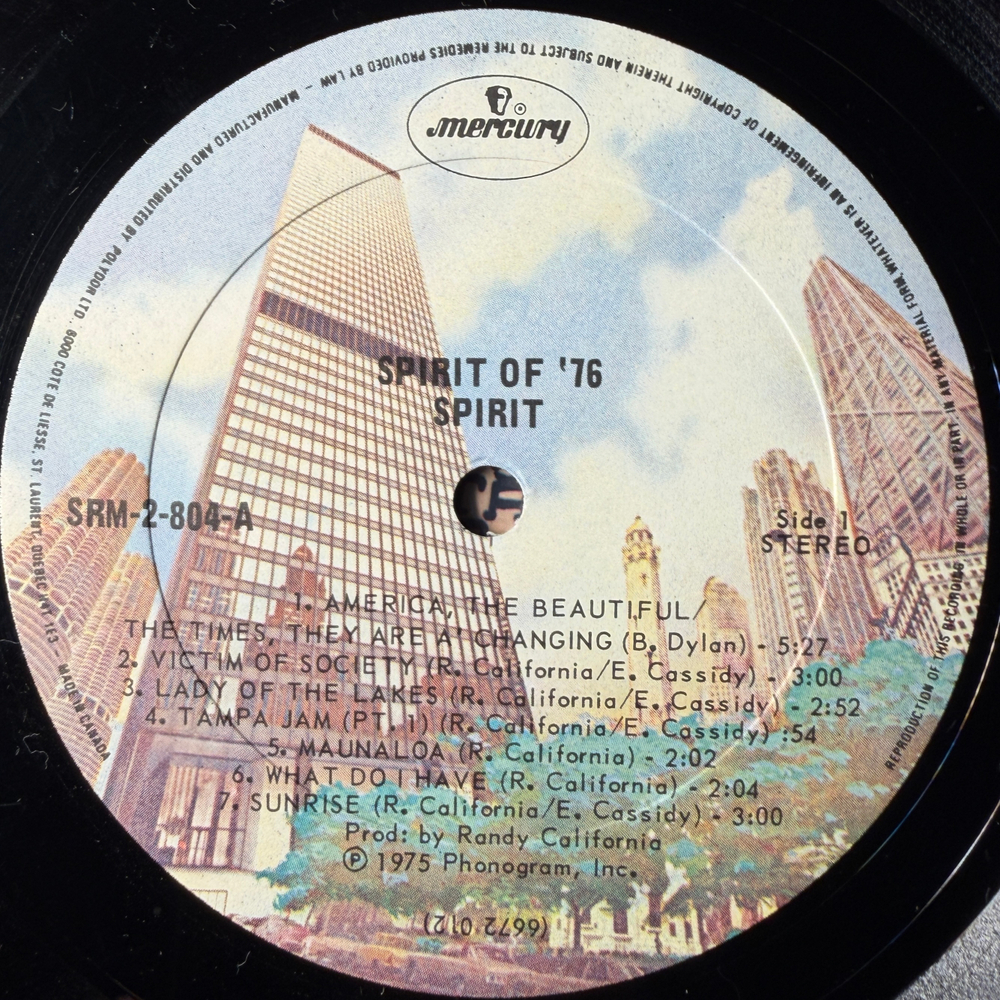 mercury
SPIRIT OF '76
SPIRIT
SRM-2-804-A
Side 1
STEREO
1. AMERICA, THE BEAUTIFUL/
THE TIMES, THEY ARE A' CHANGING (B. Dylan) - 5:27
2. VICTIM OF SOCIETY (R. California/E. Cassidy) - 3:00
3. LADY OF THE LAKES (R. California/E. Cassidy) - 2:52
4. TAMPA JAM (PT. 1) (R. California/E. Cassidy) :54
5. MAUNALOA (R. California) - 2:02
6. WHAT DO I HAVE (R. California) - 2:04
7. SUNRISE (R. California/E. Cassidy) - 3:00
Prod: by Randy California
℗ 1975 Phonogram, Inc.
(6672 012)
REPRODUCTION OF THIS RECORDING IN WHOLE OR IN PART, IN ANY MATERIAL FORM, WHATEVER IS AN INFRINGEMENT OF COPYRIGHT THEREIN AND SUBJECT TO THE REMEDIES PROVIDED BY LAW - MANUFACTURED AND DISTRIBUTED BY POLYDOR LTD. 6000 COTE DE LIESSE, ST. LAURENT, QUEBEC 1E3 - MADE IN CANADA